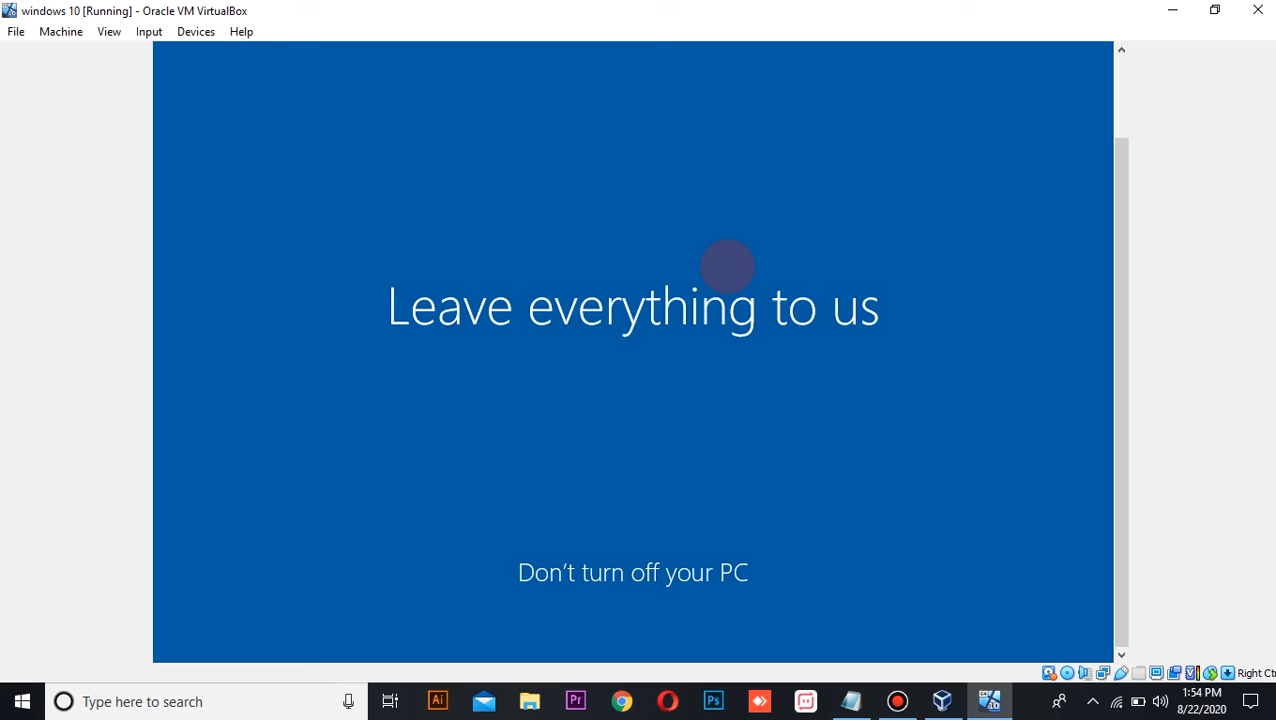 windows 10 [Running] - Oracle VM VirtualBox
File Machine View Input Devices Help
Leave everything to us
Don't turn off your PC
Right Ct
Ai Pr Ps
Type here to search
1:54 PM
8/22/2020